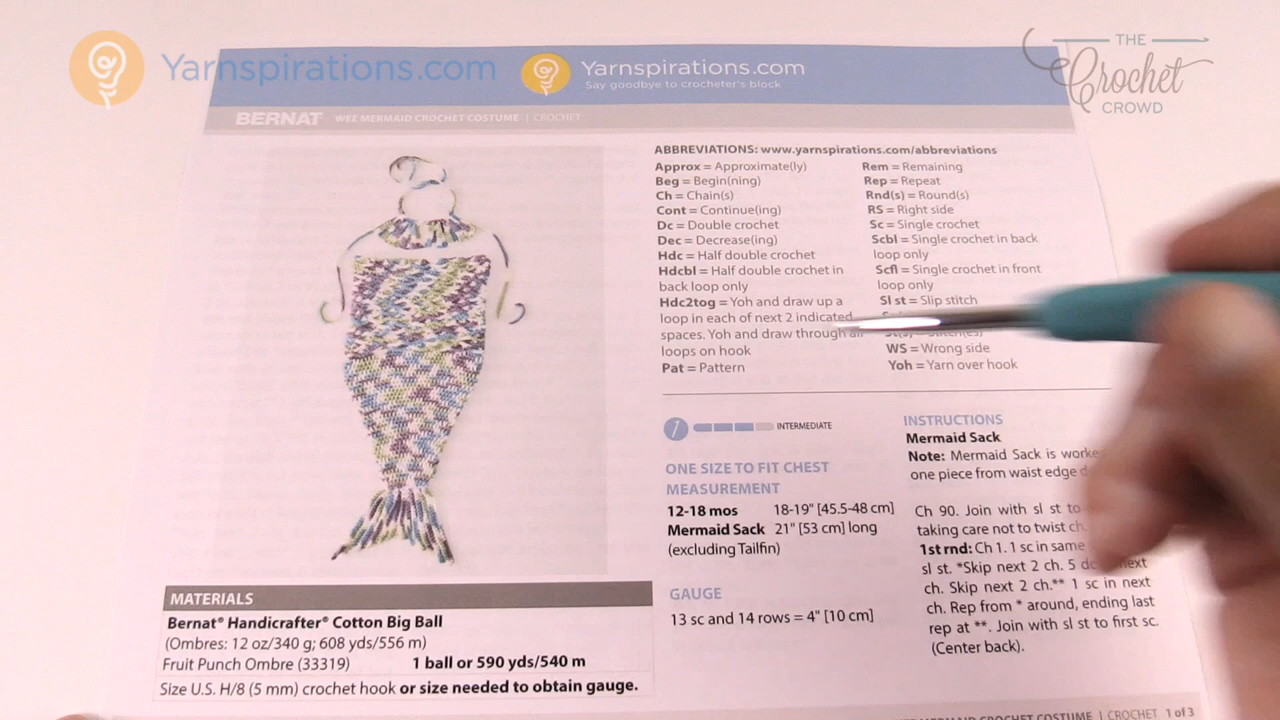 Yarnspirations.com
Yarnspirations.com
Say goodbye to crocheter's block
THE
Crochet
CROWD
BERNAT WEE MERMAID CROCHET COSTUME | CROCHET
ABBREVIATIONS: www.yarnspirations.com/abbreviations
Approx = Approximate(ly)
Beg = Begin(ning)
Ch = Chain(s)
Cont = Continue(ing)
Dc = Double crochet
Dec = Decrease(ing)
Hdc = Half double crochet
Hdcbl = Half double crochet in
back loop only
Hdc2tog = Yoh and draw up a
loop in each of next 2 indicated
spaces. Yoh and draw through all
loops on hook
Pat = Pattern
Rem = Remaining
Rep = Repeat
Rnd(s) = Round(s)
RS = Right side
Sc = Single crochet
Scbl = Single crochet in back
loop only
Scfl = Single crochet in front
loop only
Sl st = Slip stitch
St(s) = Stitch(es)
WS = Wrong side
Yoh = Yarn over hook
INTERMEDIATE
ONE SIZE TO FIT CHEST
MEASUREMENT
12-18 mos 18-19" [45.5-48 cm]
Mermaid Sack 21" [53 cm] long
(excluding Tailfin)
GAUGE
13 sc and 14 rows = 4" [10 cm]
INSTRUCTIONS
Mermaid Sack
Note: Mermaid Sack is
one piece from waist edge
Ch 90. Join with sl st to
taking care not to twist ch.
1st rnd: Ch 1. 1 sc in same
sl st. *Skip next 2 ch. 5 dc next
ch. Skip next 2 ch.** 1 sc in next
ch. Rep from * around, ending last
rep at **. Join with sl st to first sc.
(Center back).
MATERIALS
Bernat® Handicrafter® Cotton Big Ball
(Ombres: 12 oz/340 g; 608 yds/556 m)
Fruit Punch Ombre (33319) 1 ball or 590 yds/540 m
Size U.S. H/8 (5 mm) crochet hook or size needed to obtain gauge.
MERMAID CROCHET COSTUME | CROCHET 1 of 3